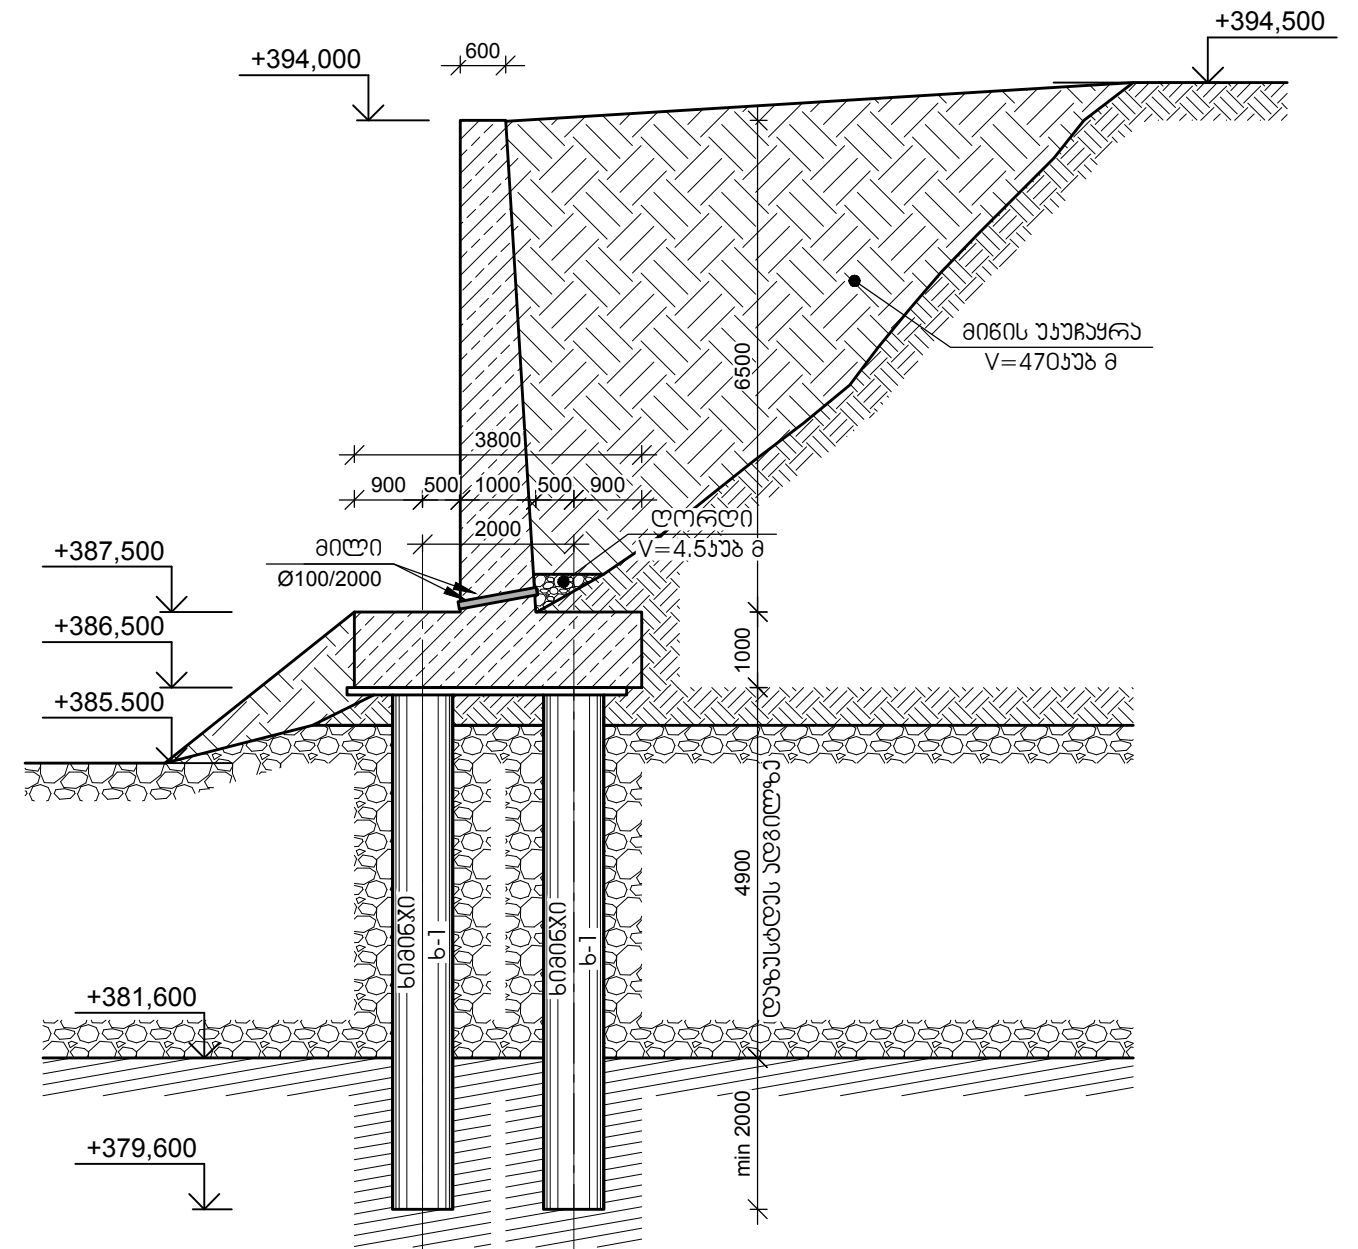 +394,500
+394,000
600
6500
მიწის უკუჩაყრა
V=470კუბ მ
3800
900
500
1000
500
900
ღორღი
V=4.5კუბ მ
2000
მილი
Ø100/2000
+387,500
+386,500
1000
+385.500
4900
დაზუსტდეს ადგილზე
ხიმინჯი
ხ-1
ხიმინჯი
ხ-1
+381,600
min 2000
+379,600